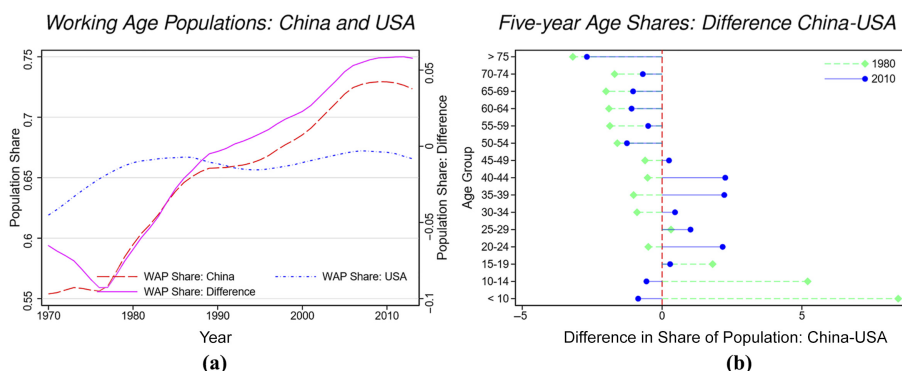 Working Age Populations: China and USA
0.75
0.7
0.65
0.6
0.55
Population Share
0.05
0
−0.05
−0.1
Population Share: Difference
WAP Share: China
WAP Share: USA
WAP Share: Difference
1970
1980
1990
2000
2010
Year
(a)
Five-year Age Shares: Difference China-USA
Age Group
>75
70-74
65-69
60-64
55-59
50-54
45-49
40-44
35-39
30-34
25-29
20-24
15-19
10-14
< 10
1980
2010
−5
0
5
Difference in Share of Population: China-USA
(b)